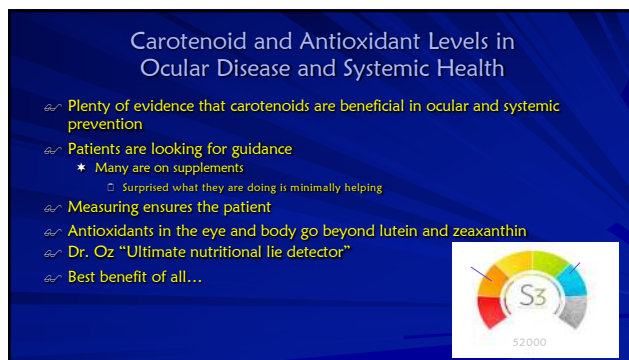 Carotenoid and Antioxidant Levels in
Ocular Disease and Systemic Health
Plenty of evidence that carotenoids are beneficial in ocular and systemic
prevention
Patients are looking for guidance
Many are on supplements
Surprised what they are doing is minimally helping
Measuring ensures the patient
Antioxidants in the eye and body go beyond lutein and zeaxanthin
Dr. Oz “Ultimate nutritional lie detector”
Best benefit of all…
S3
52000